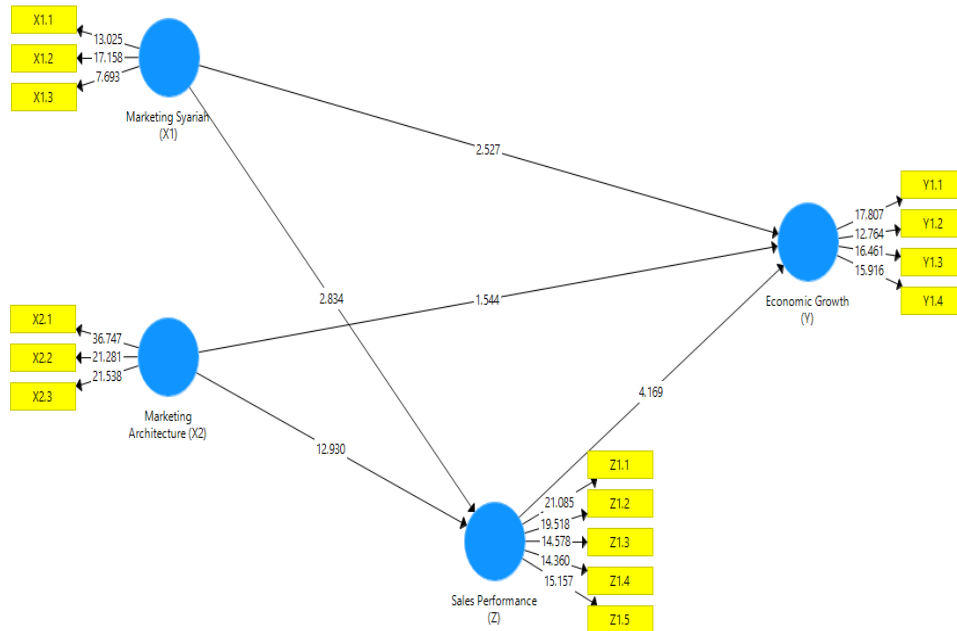 X1.1
13.025
X1.2
17.158
7.693
X1.3
Marketing Syariah
(X1)
2.527
Y1.1
17.807
Y1.2
12.764
16.461
Y1.3
15.916
Y1.4
Economic Growth
(Y)
2.834
1.544
X2.1
36.747
X2.2
21.281
21.538
X2.3
Marketing
Architecture (X2)
4.169
12.930
Z1.1
21.085
Z1.2
19.518
14.578
Z1.3
14.360
Z1.4
15.157
Z1.5
Sales Performance
(Z)